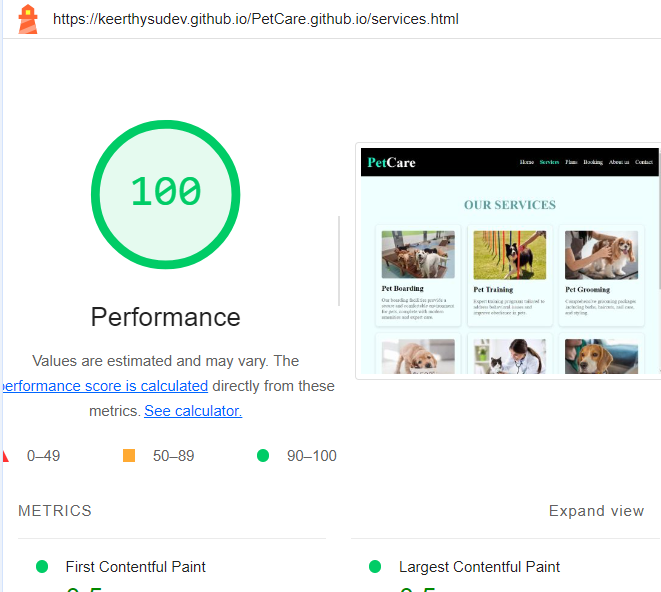 https://keerthysudev.github.io/PetCare.github.io/services.html
100
Performance
Values are estimated and may vary. The
performance score is calculated directly from these
metrics. See calculator.
0–49
50–89
90–100
PetCare
Home Services Plans Booking About us Contact
OUR SERVICES
Pet Boarding
Our boarding facilities provide a
secure and comfortable environment
for pets, complete with modern
amenities and expert care.
Pet Training
Expert training programs tailored to
address behavioral issues and
improve obedience in pets.
Pet Grooming
Comprehensive grooming packages
including baths, haircuts, and ease,
and styling.
METRICS
Expand view
First Contentful Paint
Largest Contentful Paint